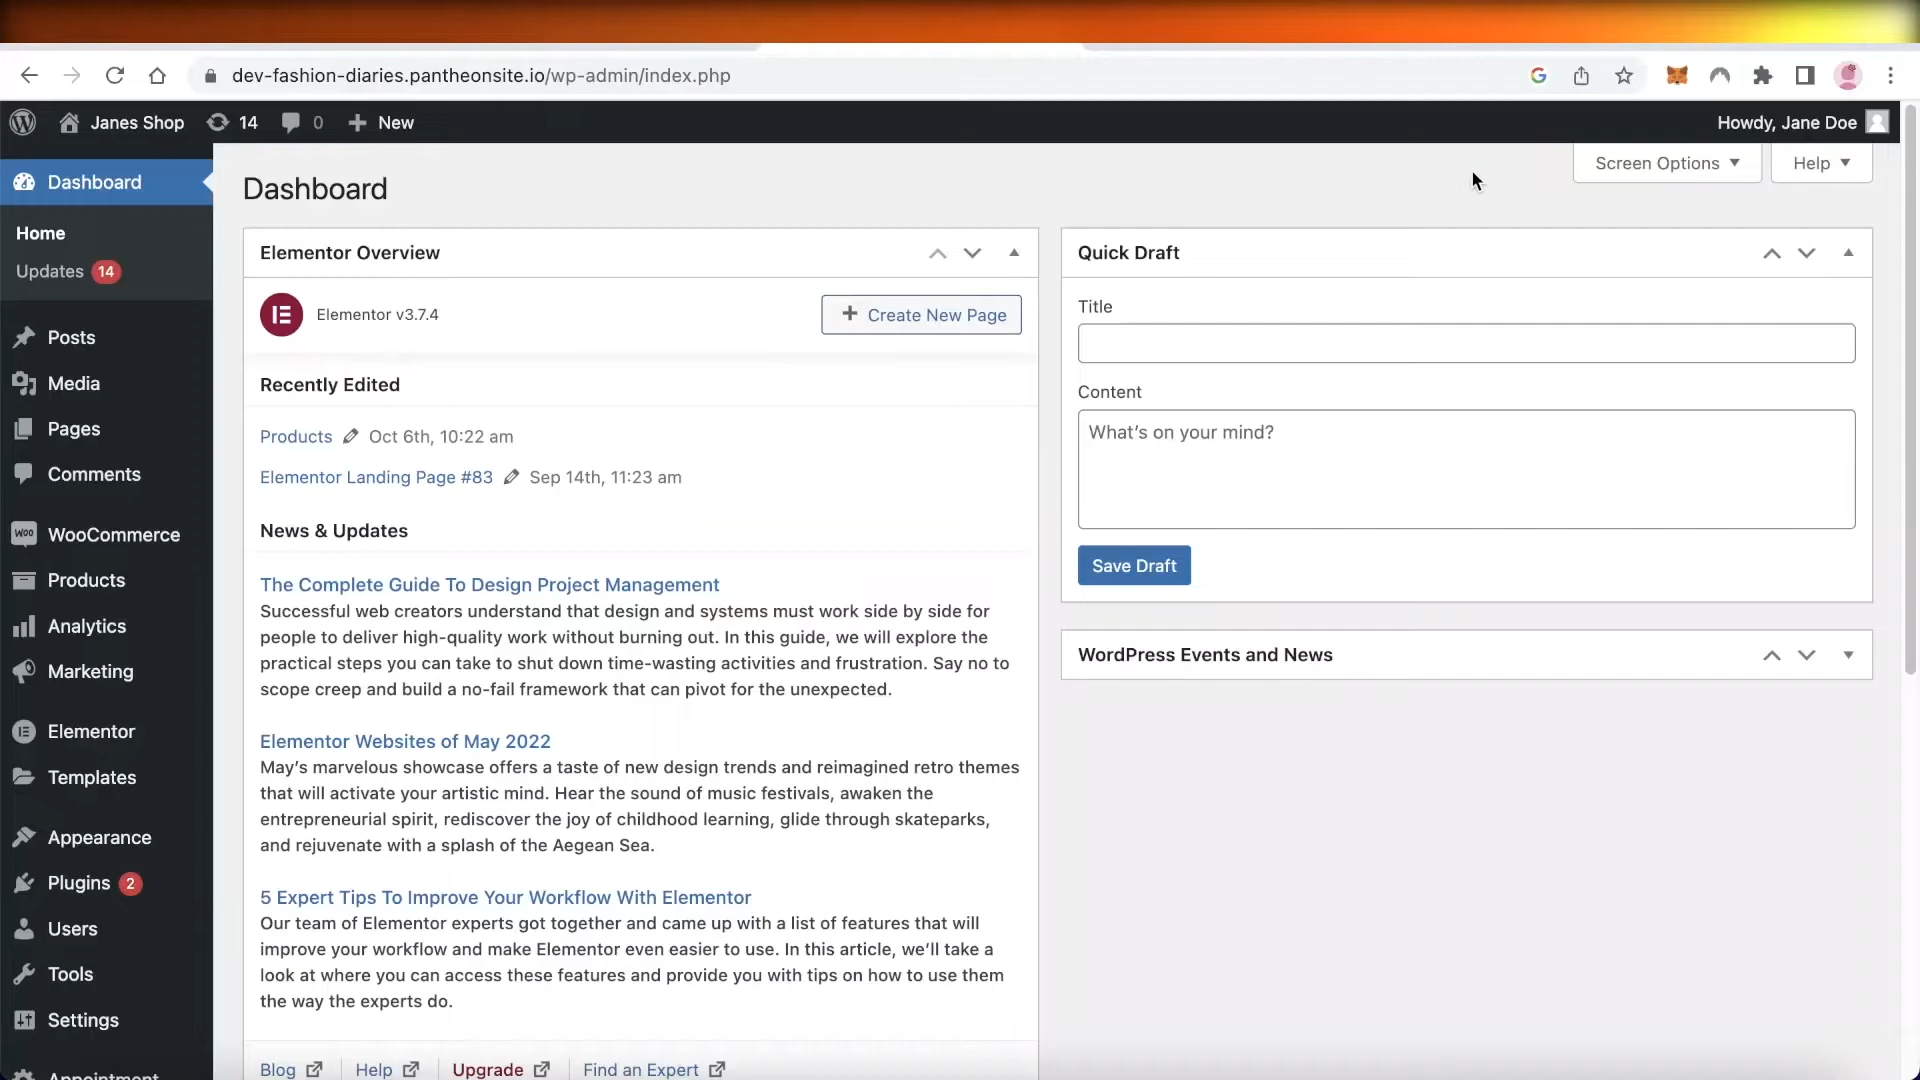 dev-fashion-diaries.pantheonsite.io/wp-admin/index.php
Janes Shop 14 0 New Howdy, Jane Doe
Screen Options Help
Dashboard
Home
Updates 14
Posts
Media
Pages
Comments
WooCommerce
Products
Analytics
Marketing
Elementor
Templates
Appearance
Plugins 2
Users
Tools
Settings
Appointment
Dashboard
Elementor Overview
Elementor v3.7.4
Create New Page
Recently Edited
Products Oct 6th, 10:22 am
Elementor Landing Page #83 Sep 14th, 11:23 am
News & Updates
The Complete Guide To Design Project Management
Successful web creators understand that design and systems must work side by side for
people to deliver high-quality work without burning out. In this guide, we will explore the
practical steps you can take to shut down time-wasting activities and frustration. Say no to
scope creep and build a no-fail framework that can pivot for the unexpected.
Elementor Websites of May 2022
May’s marvelous showcase offers a taste of new design trends and reimagined retro themes
that will activate your artistic mind. Hear the sound of music festivals, awaken the
entrepreneurial spirit, rediscover the joy of childhood learning, glide through skateparks,
and rejuvenate with a splash of the Aegean Sea.
5 Expert Tips To Improve Your Workflow With Elementor
Our team of Elementor experts got together and came up with a list of features that will
improve your workflow and make Elementor even easier to use. In this article, we’ll take a
look at where you can access these features and provide you with tips on how to use them
the way the experts do.
Blog Help Upgrade Find an Expert
Quick Draft
Title
Content
What’s on your mind?
Save Draft
WordPress Events and News